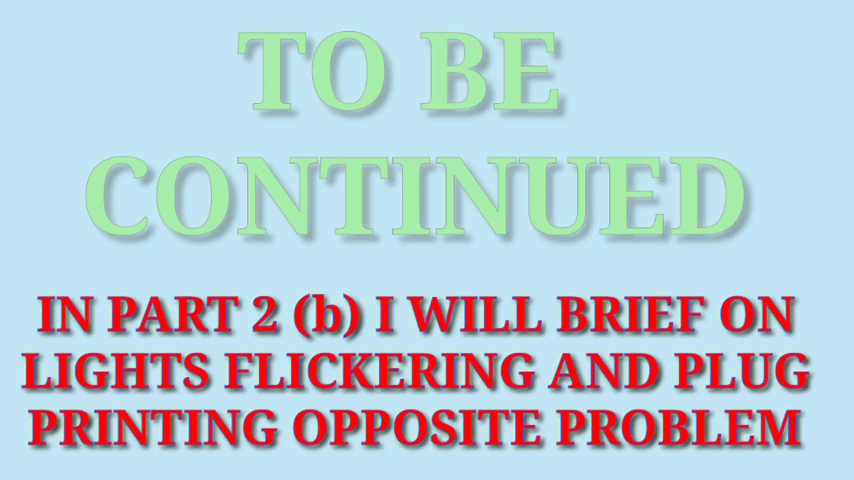 TO BE
CONTINUED
IN PART 2 (b) I WILL BRIEF ON
LIGHTS FLICKERING AND PLUG
PRINTING OPPOSITE PROBLEM